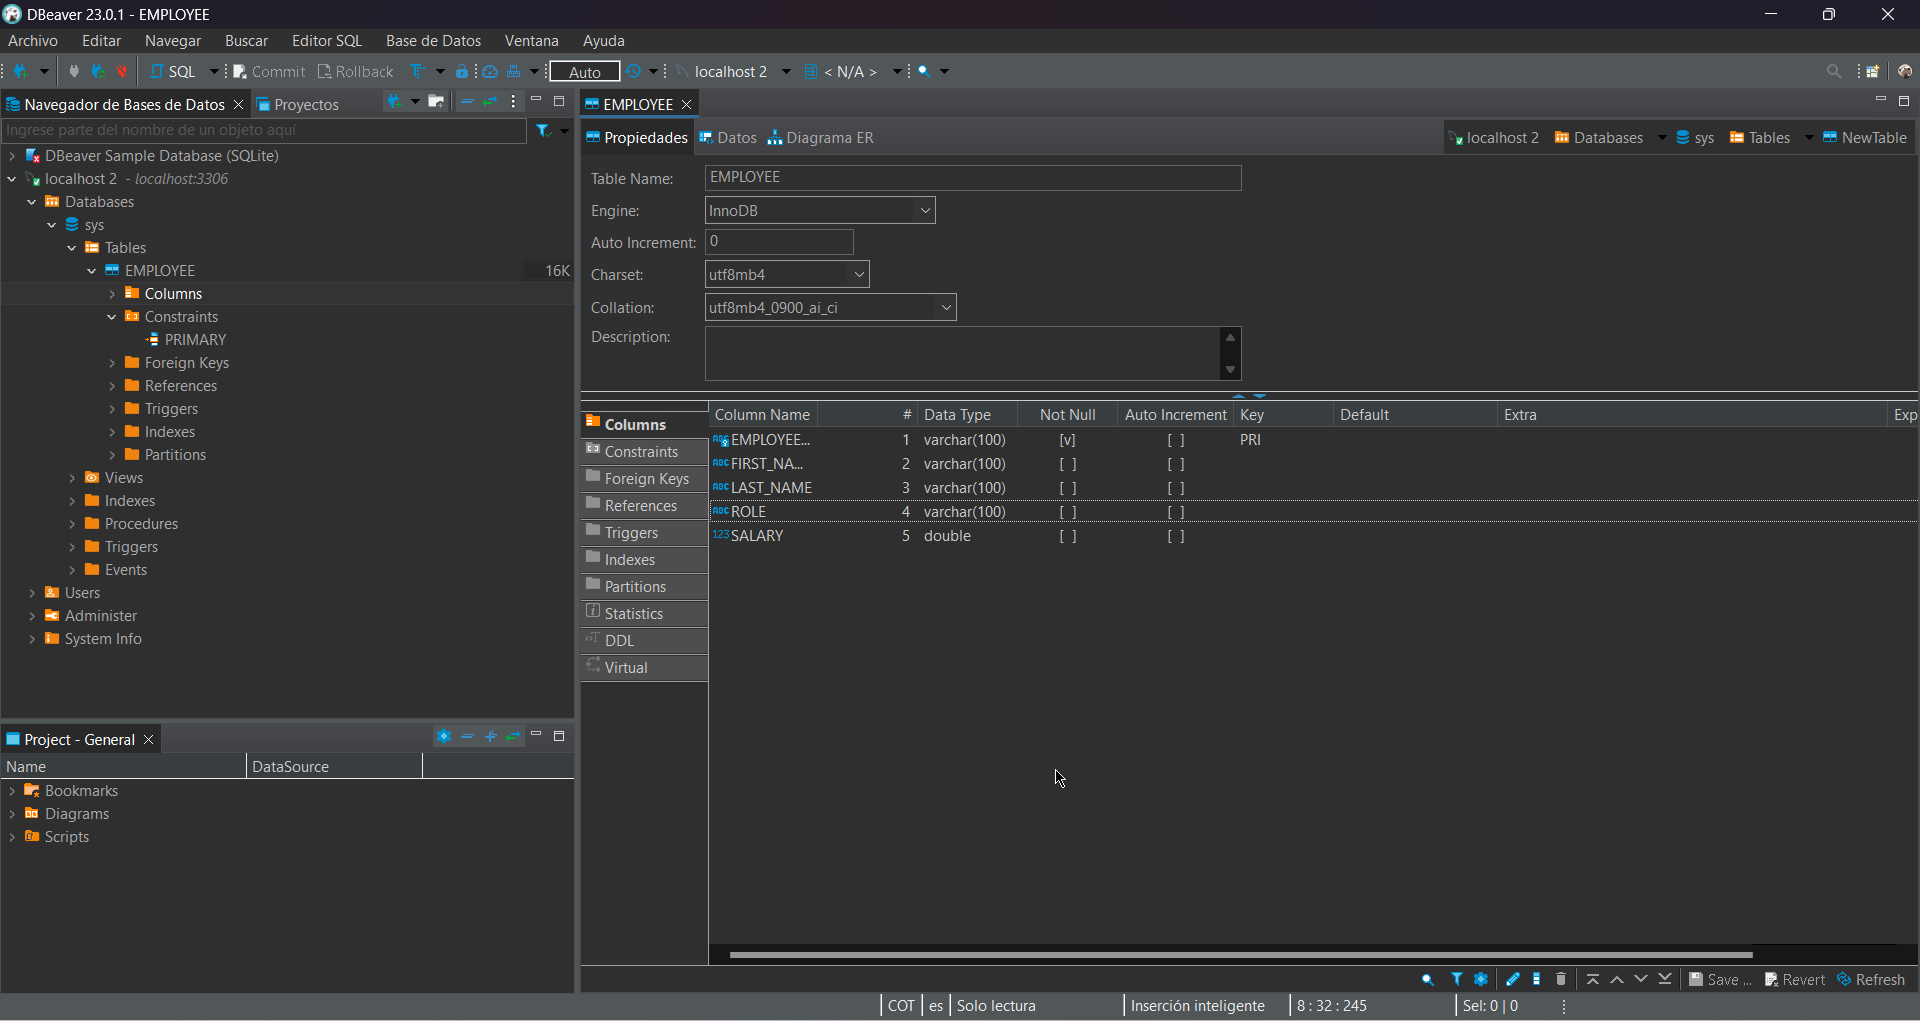 DBeaver 23.0.1 - EMPLOYEE
Archivo Editar Navegar Buscar Editor SQL Base de Datos Ventana Ayuda
SQL Commit Rollback Auto localhost 2 < N/A >
Navegador de Bases de Datos Proyectos
Ingrese parte del nombre de un objeto aquí
DBeaver Sample Database (SQLite)
localhost 2 - localhost:3306
Databases
sys
Tables
EMPLOYEE 16K
Columns
Constraints
PRIMARY
Foreign Keys
References
Triggers
Indexes
Partitions
Views
Indexes
Procedures
Triggers
Events
Users
Administer
System Info
Project - General
Name DataSource
Bookmarks
Diagrams
Scripts
EMPLOYEE
Propiedades Datos Diagrama ER localhost 2 Databases sys Tables NewTable
Table Name: EMPLOYEE
Engine: InnoDB
Auto Increment: 0
Charset: utf8mb4
Collation: utf8mb4_0900_ai_ci
Description:
Columns
Constraints
Foreign Keys
References
Triggers
Indexes
Partitions
Statistics
DDL
Virtual
Column Name # Data Type Not Null Auto Increment Key Default Extra Exp
ABC EMPLOYEE... 1 varchar(100) [v] [ ] PRI
ABC FIRST_NA... 2 varchar(100) [ ] [ ]
ABC LAST_NAME 3 varchar(100) [ ] [ ]
ABC ROLE 4 varchar(100) [ ] [ ]
123 SALARY 5 double [ ] [ ]
Save ... Revert Refresh
COT es Solo lectura Inserción inteligente 8 : 32 : 245 Sel: 0 | 0